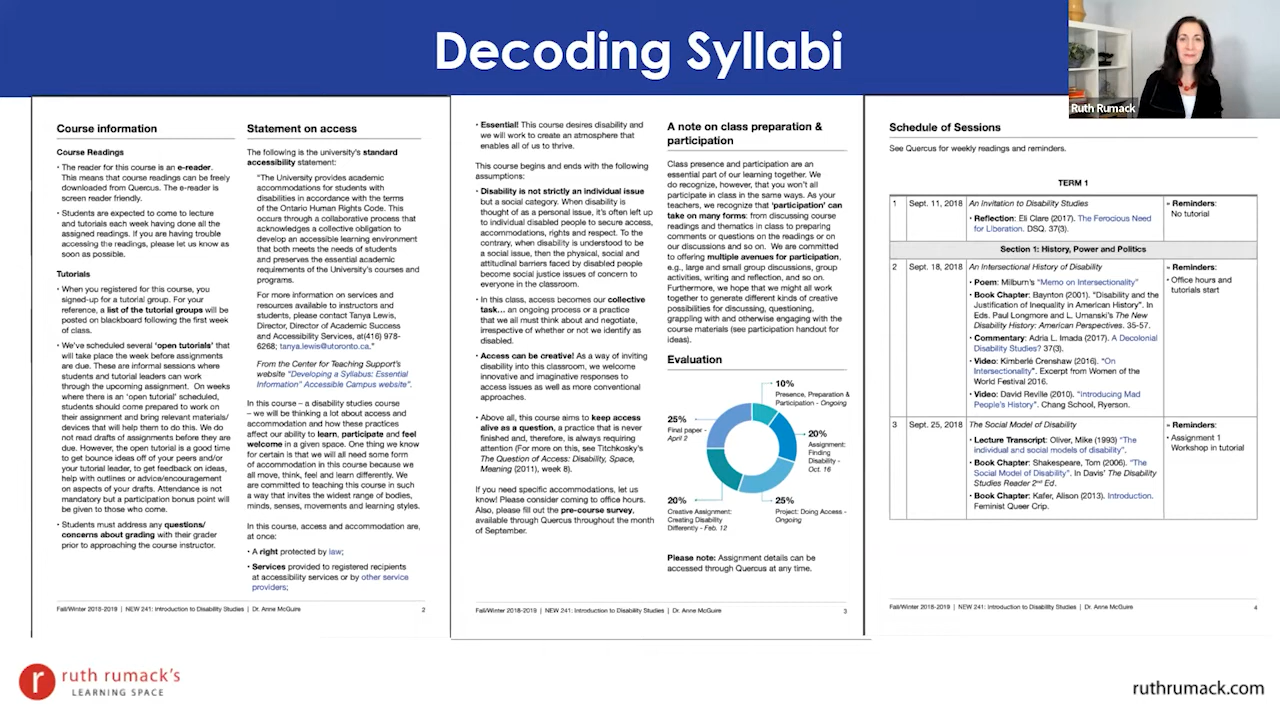 Decoding Syllabi
Ruth Rumack
Course information
Course Readings
• The reader for this course is an e-reader.
This means that course readings can be freely
downloaded from Quercus. The e-reader is
screen reader friendly.
• Students are expected to come to lecture
and tutorials each week having done all the
assigned readings. If you are having trouble
accessing the readings, please let us know as
soon as possible.
Tutorials
• When you registered for this course, you
signed-up for a tutorial group. For your
reference, a list of the tutorial groups will be
posted on blackboard following the first week
of class.
• We've scheduled several 'open tutorials' that
will take place the week before assignments
are due. These are informal sessions where
students and tutorial leaders can work
through the upcoming assignment. On weeks
where there is an 'open tutorial' scheduled,
students should come prepared to work on
their assignment and bring relevant materials/
devices that will help them to do this. We do
not read drafts of assignments before they are
due. However, the open tutorial is a good time
to get bounce ideas off of your peers and/or
your tutorial leader, to get feedback on ideas,
help with outlines or advice/encouragement
on aspects of your drafts. Attendance is not
mandatory but a participation bonus point will
be given to those who come.
• Students must address any questions/
concerns about grading with their grader
prior to approaching the course instructor.
Statement on access
The following is the university's standard
accessibility statement:
"The University provides academic
accommodations for students with
disabilities in accordance with the terms
of the Ontario Human Rights Code. This
occurs through a collaborative process that
acknowledges a collective obligation to
develop an accessible learning environment
that both meets the needs of students
and preserves the essential academic
requirements of the University's courses and
programs.
For more information on services and
resources available to instructors and
students, please contact Tanya Lewis,
Director, Director of Academic Success
and Accessibility Services, at(416) 978-
6268; tanya.lewis@utoronto.ca."
From the Center for Teaching Support's
website "Developing a Syllabus: Essential
Information" Accessible Campus website".
In this course – a disability studies course
– we will be thinking a lot about access and
accommodation and how these practices
affect our ability to learn, participate and feel
welcome in a given space. One thing we know
for certain is that we will all need some form
of accommodation in this course because we
all move, think, feel and learn differently. We
are committed to teaching this course in such
a way that invites the widest range of bodies,
minds, senses, movements and learning styles.
In this course, access and accommodation are,
at once:
• A right protected by law;
• Services provided to registered recipients
at accessibility services or by other service
providers;
Fall/Winter 2018-2019 | NEW 241: Introduction to Disability Studies | Dr. Anne McGuire 2
• Essential! This course desires disability and
we will work to create an atmosphere that
enables all of us to thrive.
This course begins and ends with the following
assumptions:
• Disability is not strictly an individual issue
but a social category. When disability is
thought of as a personal issue, it's often left up
to individual disabled people to secure access,
accommodations, rights and respect. To the
contrary, when disability is understood to be
a social issue, then the physical, social and
attitudinal barriers faced by disabled people
become social justice issues of concern to
everyone in the classroom.
• In this class, access becomes our collective
task… an ongoing process or a practice
that we all must think about and negotiate,
irrespective of whether or not we identify as
disabled.
• Access can be creative! As a way of inviting
disability into this classroom, we welcome
innovative and imaginative responses to
access issues as well as more conventional
approaches.
• Above all, this course aims to keep access
alive as a question, a practice that is never
finished and, therefore, is always requiring
attention (For more on this, see Titchkosky's
The Question of Access: Disability, Space,
Meaning (2011), week 8).
If you need specific accommodations, let us
know! Please consider coming to office hours.
Also, please fill out the pre-course survey,
available through Quercus throughout the month
of September.
A note on class preparation &
participation
Class presence and participation are an
essential part of our learning together. We
do recognize, however, that you won't all
participate in class in the same ways. As your
teachers, we recognize that 'participation' can
take on many forms: from discussing course
readings and thematics in class to preparing
comments or questions on the readings or on
our discussions and so on. We are committed
to offering multiple avenues for participation,
e.g., large and small group discussions, group
activities, writing and reflection, and so on.
Furthermore, we hope that we might all work
together to generate different kinds of creative
possibilities for discussing, questioning,
grappling with and otherwise engaging with the
course materials (see participation handout for
ideas).
Evaluation
10%
Presence, Preparation &
Participation - Ongoing
25%
Final paper -
April 2
20%
Assignment:
Finding
Disability -
Oct. 16
20%
Creative Assignment:
Creating Disability
Differently - Feb. 12
25%
Project: Doing Access -
Ongoing
Please note: Assignment details can be
accessed through Quercus at any time.
Fall/Winter 2018-2019 | NEW 241: Introduction to Disability Studies | Dr. Anne McGuire 3
Schedule of Sessions
See Quercus for weekly readings and reminders.
TERM 1
1 Sept. 11, 2018 An Invitation to Disability Studies
• Reflection: Eli Clare (2017). The Ferocious Need
for Liberation. DSQ. 37(3).
» Reminders:
No tutorial
Section 1: History, Power and Politics
2 Sept. 18, 2018 An Intersectional History of Disability
• Poem: Milburn's "Memo on Intersectionality"
• Book Chapter: Baynton (2001). "Disability and the
Justification of Inequality in American History". In
Eds. Paul Longmore and L. Umanski's The New
Disability History: American Perspectives. 35-57.
• Commentary: Adria L. Imada (2017). A Decolonial
Disability Studies? 37(3).
• Video: Kimberlé Crenshaw (2016). "On
Intersectionality". Excerpt from Women of the
World Festival 2016.
• Video: David Reville (2010). "Introducing Mad
People's History". Chang School, Ryerson.
» Reminders:
• Office hours and
tutorials start
3 Sept. 25, 2018 The Social Model of Disability
• Lecture Transcript: Oliver, Mike (1993) "The
individual and social models of disability".
• Book Chapter: Shakespeare, Tom (2006). "The
Social Model of Disability". In Davis' The Disability
Studies Reader 2nd Ed.
• Book Chapter: Kafer, Alison (2013). Introduction.
Feminist Queer Crip.
» Reminders:
• Assignment 1
Workshop in tutorial
Fall/Winter 2018-2019 | NEW 241: Introduction to Disability Studies | Dr. Anne McGuire 4
r
ruth rumack's
LEARNING SPACE
ruthrumack.com